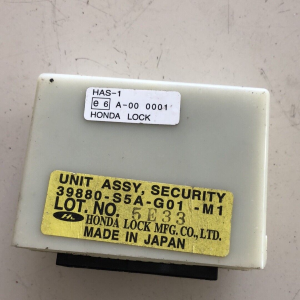 HAS-1
e 6 A-00 0001
HONDA LOCK
UNIT ASSY, SECURITY
39880-S5A-G01 -M1
LOT. NO. 5E33
HONDA LOCK MFG.CO.,LTD.
MADE IN JAPAN